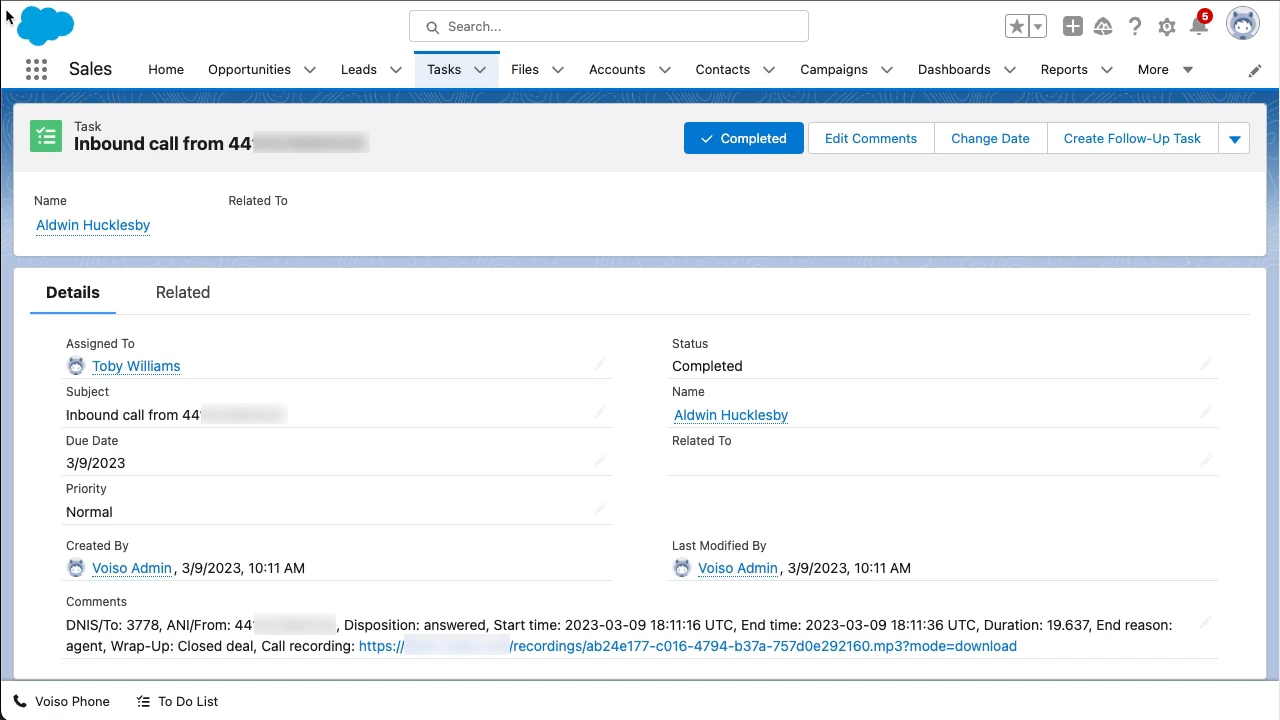 Search...
5
Sales Home Opportunities Leads Tasks Files Accounts Contacts Campaigns Dashboards Reports More
Task
Inbound call from 44
Completed Edit Comments Change Date Create Follow-Up Task
Name Related To
Aldwin Hucklesby
Details Related
Assigned To Status
Toby Williams Completed
Subject Name
Inbound call from 44 Aldwin Hucklesby
Due Date Related To
3/9/2023
Priority
Normal
Created By Last Modified By
Voiso Admin, 3/9/2023, 10:11 AM Voiso Admin, 3/9/2023, 10:11 AM
Comments
DNIS/To: 3778, ANI/From: 44 , Disposition: answered, Start time: 2023-03-09 18:11:16 UTC, End time: 2023-03-09 18:11:36 UTC, Duration: 19.637, End reason:
agent, Wrap-Up: Closed deal, Call recording: https:// /recordings/ab24e177-c016-4794-b37a-757d0e292160.mp3?mode=download
Voiso Phone To Do List